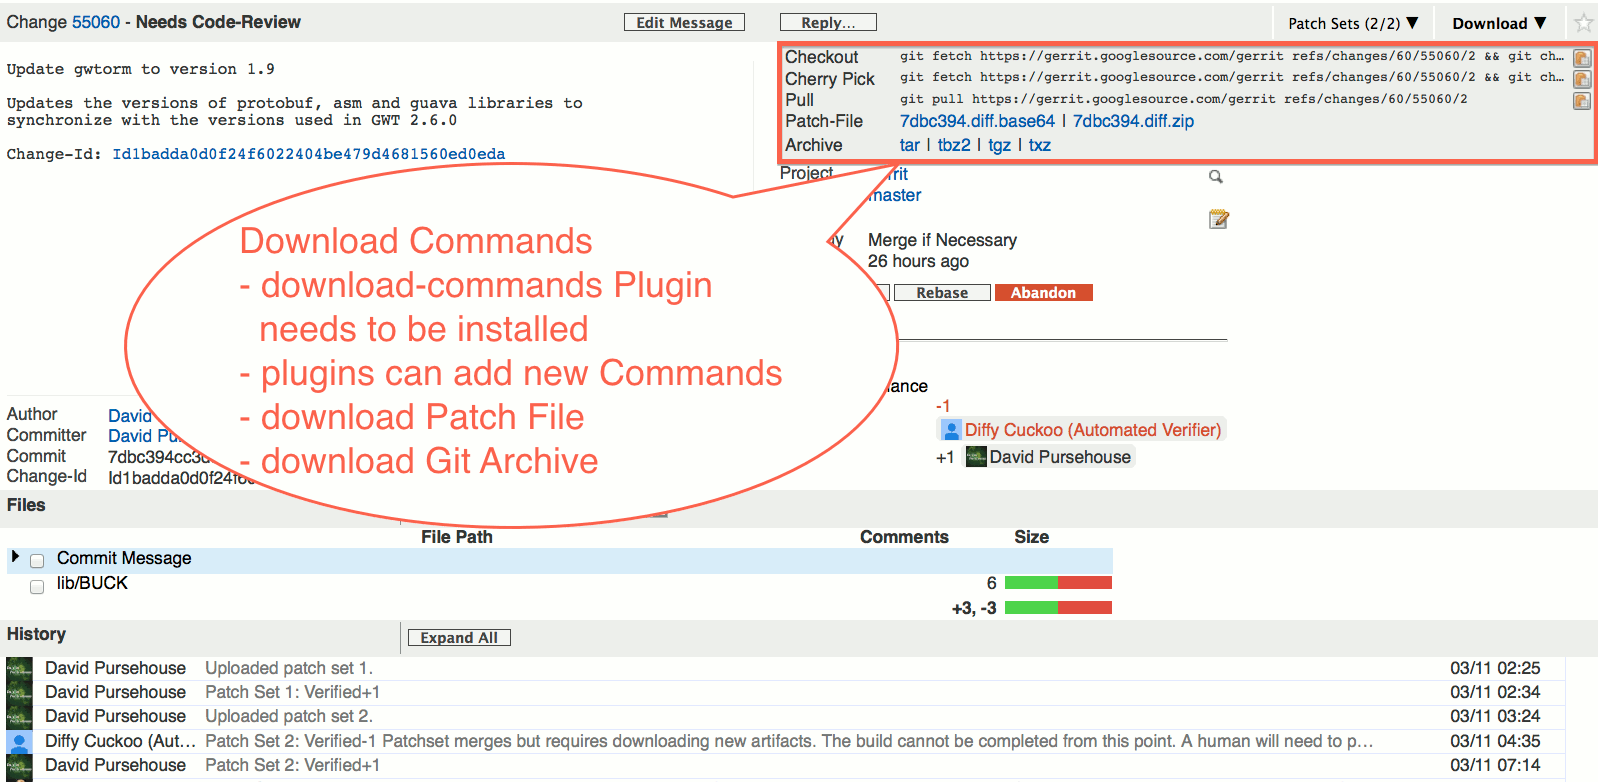 Change 55060 - Needs Code-Review
Edit Message
Reply...
Patch Sets (2/2) ▼
Download ▼
Update gwtorm to version 1.9
Updates the versions of protobuf, asm and guava libraries to
synchronize with the versions used in GWT 2.6.0
Change-Id: Id1badda0d0f24f6022404be479d4681560ed0eda
Checkout git fetch https://gerrit.googlesource.com/gerrit refs/changes/60/55060/2 && git ch...
Cherry Pick git fetch https://gerrit.googlesource.com/gerrit refs/changes/60/55060/2 && git ch...
Pull git pull https://gerrit.googlesource.com/gerrit refs/changes/60/55060/2
Patch-File 7dbc394.diff.base64 | 7dbc394.diff.zip
Archive tar | tbz2 | tgz | txz
Project
master
Merge if Necessary
26 hours ago
Rebase
Abandon
Download Commands
- download-commands Plugin
needs to be installed
- plugins can add new Commands
- download Patch File
- download Git Archive
-1
Diffy Cuckoo (Automated Verifier)
+1 David Pursehouse
Author David
Committer David Pu
Commit 7dbc394cc3
Change-Id Id1badda0d0f24f6
Files
File Path Comments Size
Commit Message
lib/BUCK 6
+3, -3
History
Expand All
David Pursehouse Uploaded patch set 1. 03/11 02:25
David Pursehouse Patch Set 1: Verified+1 03/11 02:34
David Pursehouse Uploaded patch set 2. 03/11 03:24
Diffy Cuckoo (Aut... Patch Set 2: Verified-1 Patchset merges but requires downloading new artifacts. The build cannot be completed from this point. A human will need to p... 03/11 04:35
David Pursehouse Patch Set 2: Verified+1 03/11 07:14